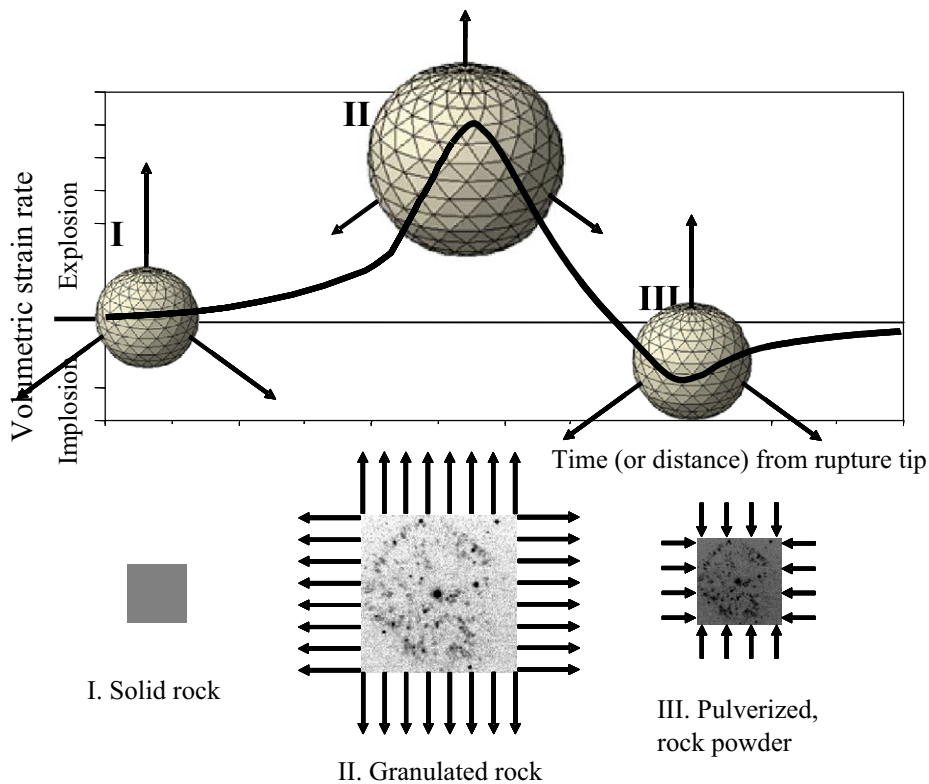 II
I
III
Volumetric strain rate
Explosion
Implosion
Time (or distance) from rupture tip
I. Solid rock
II. Granulated rock
III. Pulverized,
rock powder